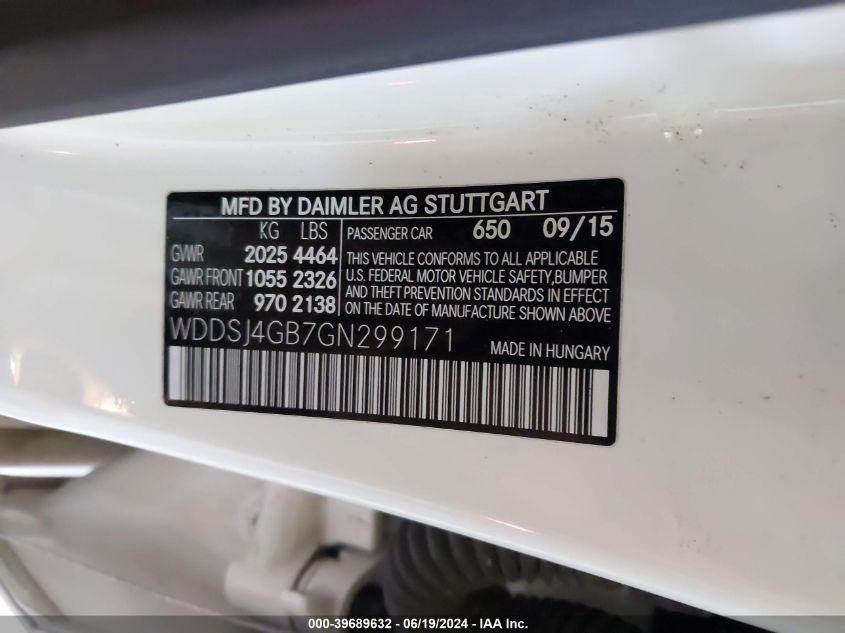 MFD BY DAIMLER AG STUTTGART
KG LBS
GVWR 2025 4464
GAWR FRONT 1055 2326
GAWR REAR 970 2138
PASSENGER CAR 650 09/15
THIS VEHICLE CONFORMS TO ALL APPLICABLE
U.S. FEDERAL MOTOR VEHICLE SAFETY,BUMPER
AND THEFT PREVENTION STANDARDS IN EFFECT
ON THE DATE OF MANUFACTURE SHOWN ABOVE
WDDSJ4GB7GN299171
MADE IN HUNGARY
000-39689632 - 06/19/2024 - IAA Inc.